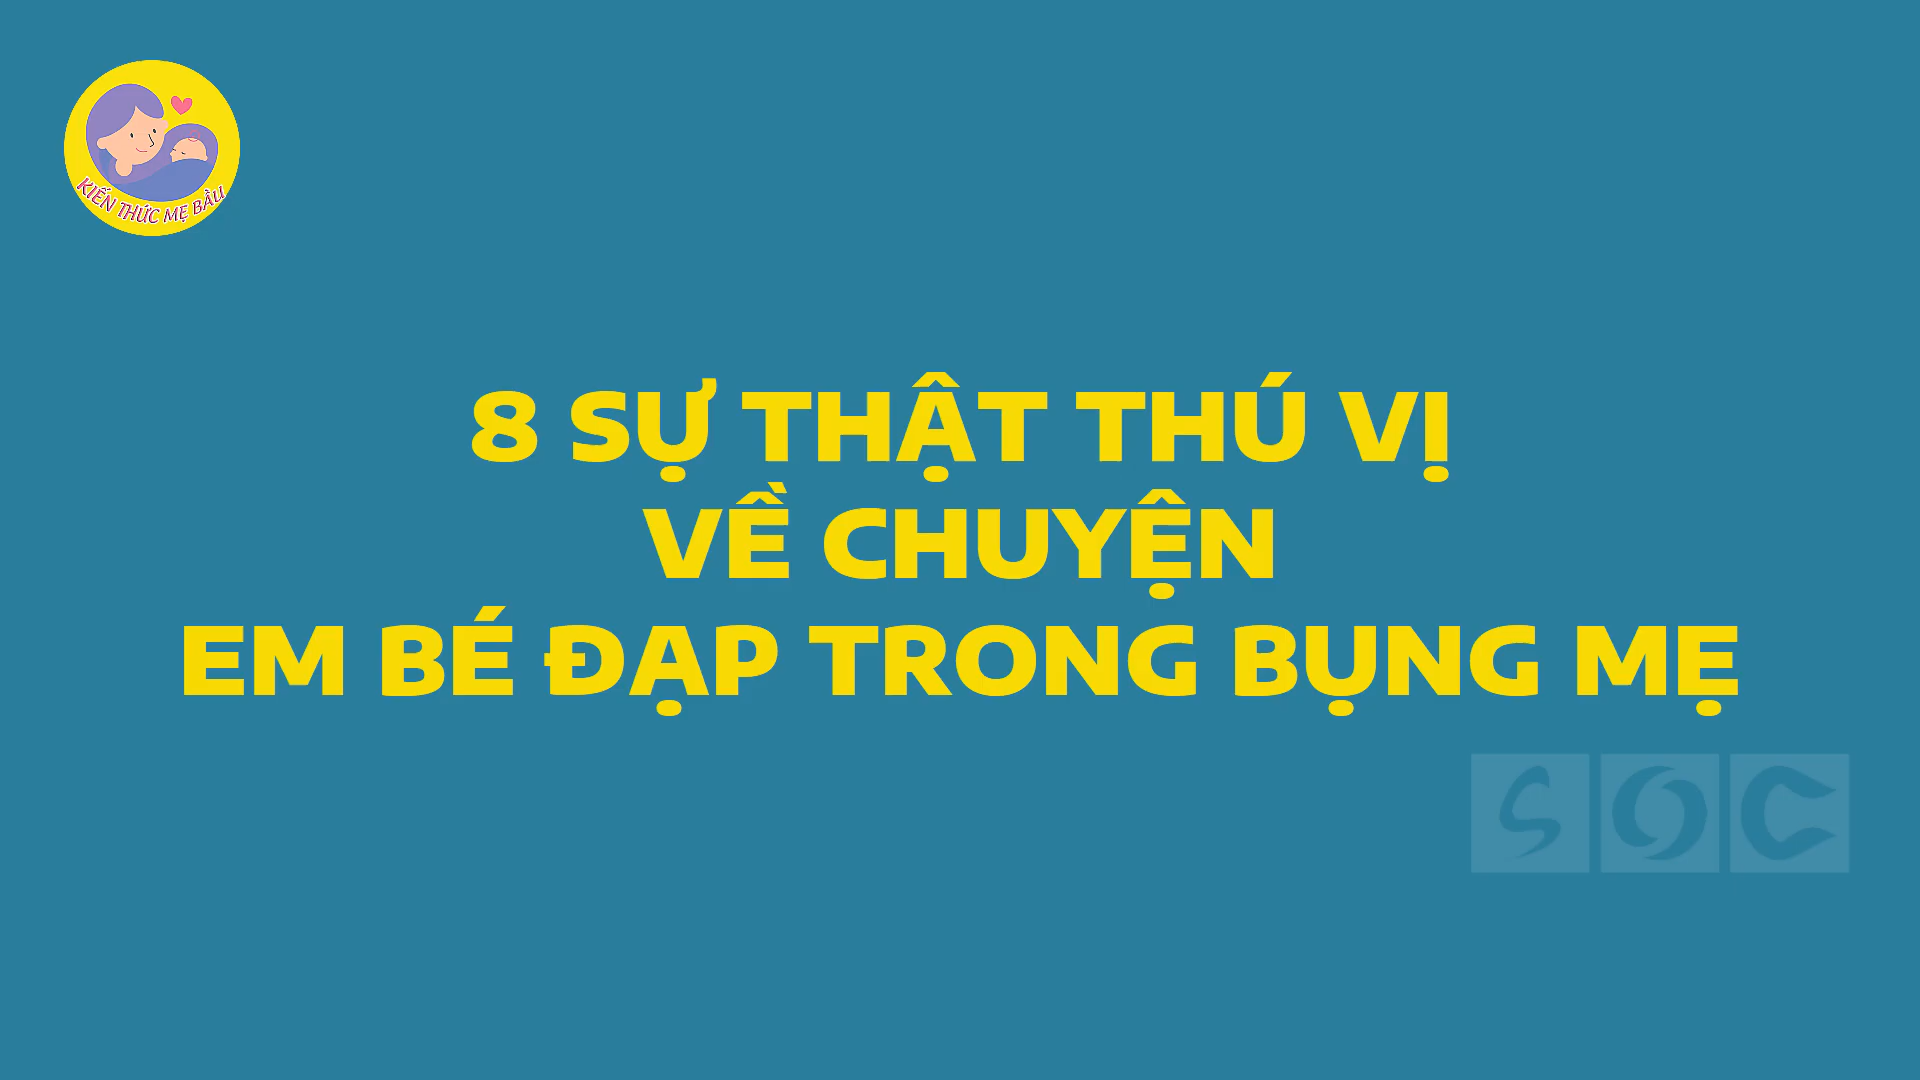 KIẾN THỨC MẸ BẦU
8 SỰ THẬT THÚ VỊ
VỀ CHUYỆN
EM BÉ ĐẠP TRONG BỤNG MẸ
SOC